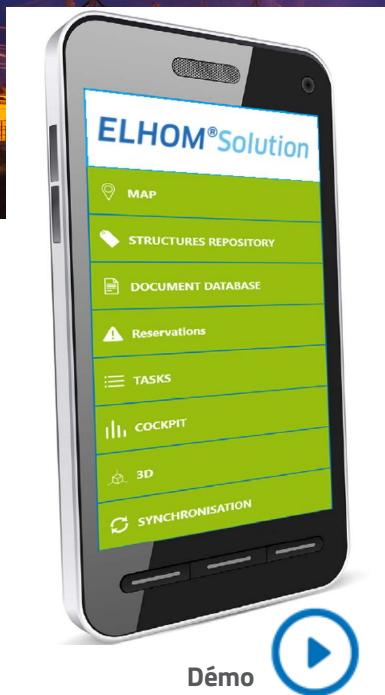 ELHOM®Solution
MAP
STRUCTURES REPOSITORY
DOCUMENT DATABASE
Reservations
TASKS
COCKPIT
3D
SYNCHRONISATION
Démo